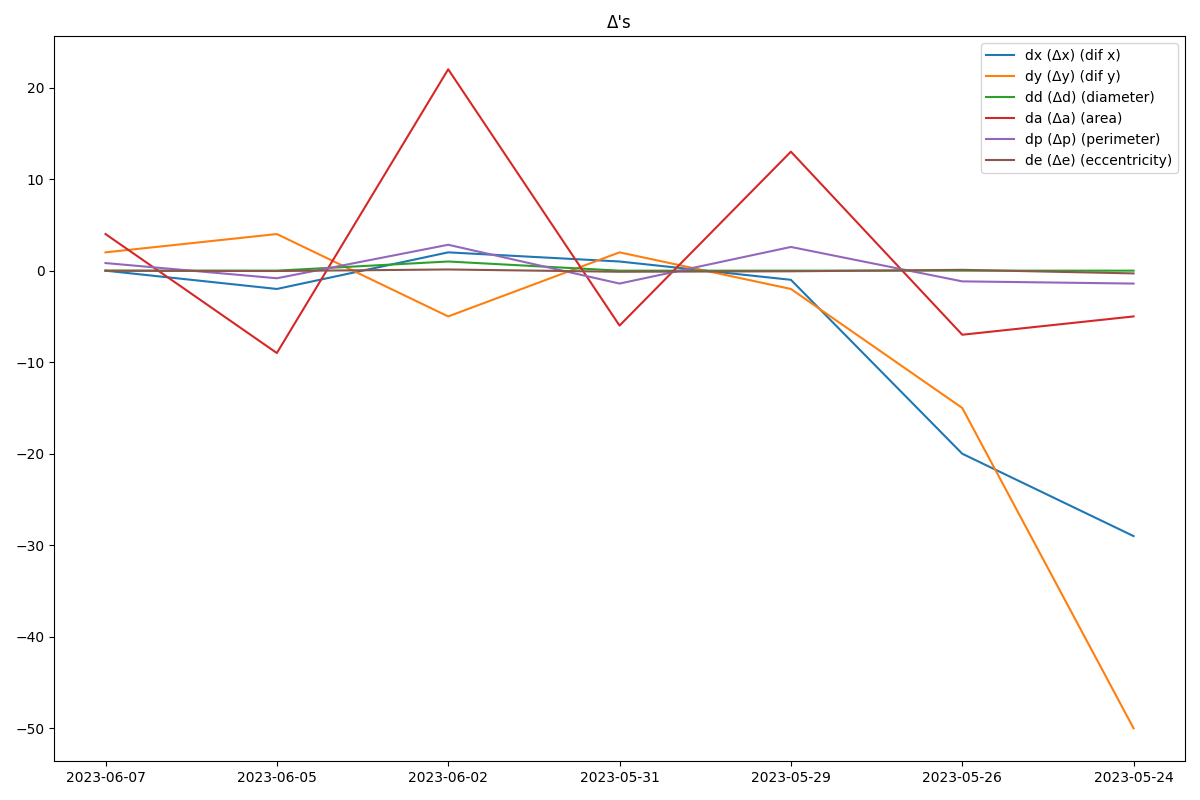 Δ's
dx (Δx) (dif x)
dy (Δy) (dif y)
dd (Δd) (diameter)
da (Δa) (area)
dp (Δp) (perimeter)
de (Δe) (eccentricity)
20
10
0
−10
−20
−30
−40
−50
2023-06-07 2023-06-05 2023-06-02 2023-05-31 2023-05-29 2023-05-26 2023-05-24